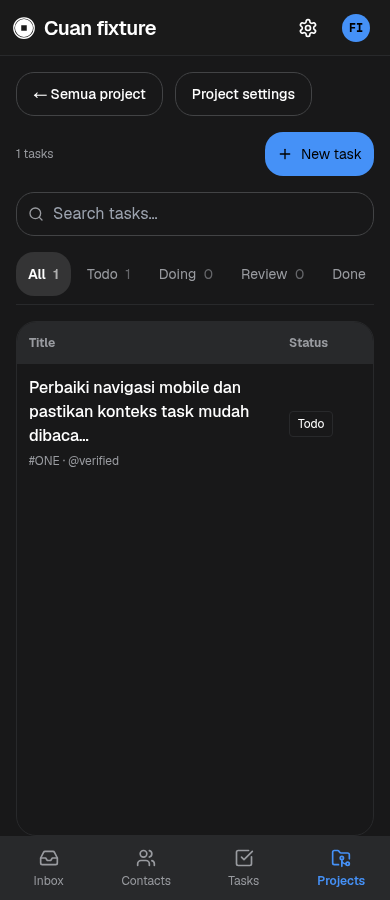 Cuan fixture
FI
← Semua project
Project settings
1 tasks
+ New task
Search tasks...
All 1
Todo 1
Doing 0
Review 0
Done
Title
Status
Perbaiki navigasi mobile dan
pastikan konteks task mudah
dibaca...
Todo
#ONE · @verified
Inbox
Contacts
Tasks
Projects